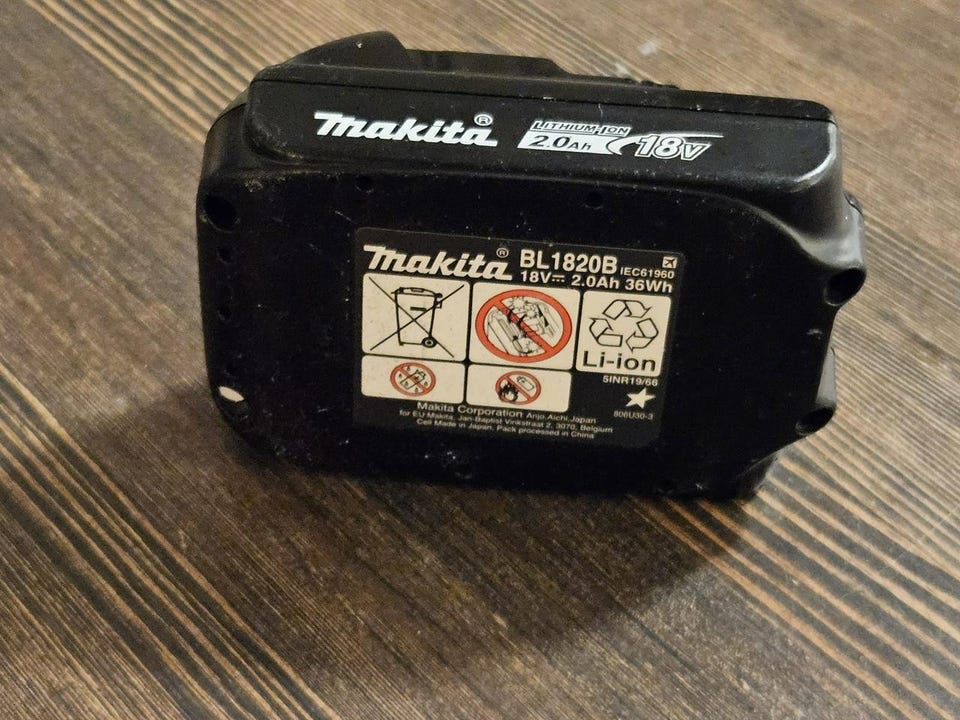 makita®
LITHIUM-ION
2.0Ah 18V
makita® BL1820B IEC61960
18V⎓ 2.0Ah 36Wh
Li-ion
5INR19/66
806U30-3
Makita Corporation Anjo, Aichi, Japan
for EU Makita, Jan-Baptist Vinkstraat 2, 3070, Belgium
Cell Made in Japan, Pack processed in China